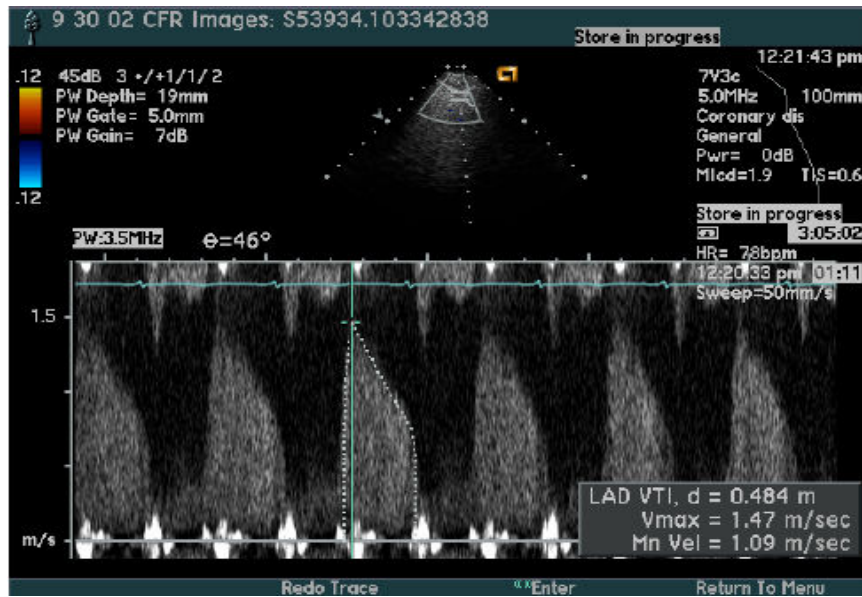 9 30 02 CFR Images: S53934.103342838
Store in progress
12:21:43 pm
.12
45dB 3 •/+1/1/2
PW Depth= 19mm
PW Gate= 5.0mm
PW Gain= 7dB
.12
7V3c
5.0MHz 100mm
Coronary dis
General
Pwr= 0dB
MIcd=1.9 TIS=0.6
Store in progress
3:05:02
HR= 78bpm
12:20:33 pm 01:11
Sweep=50mm/s
PW:3.5MHz
θ=46°
1.5
m/s
LAD VTI, d = 0.484 m
Vmax = 1.47 m/sec
Mn Vel = 1.09 m/sec
Redo Trace
Enter
Return To Menu